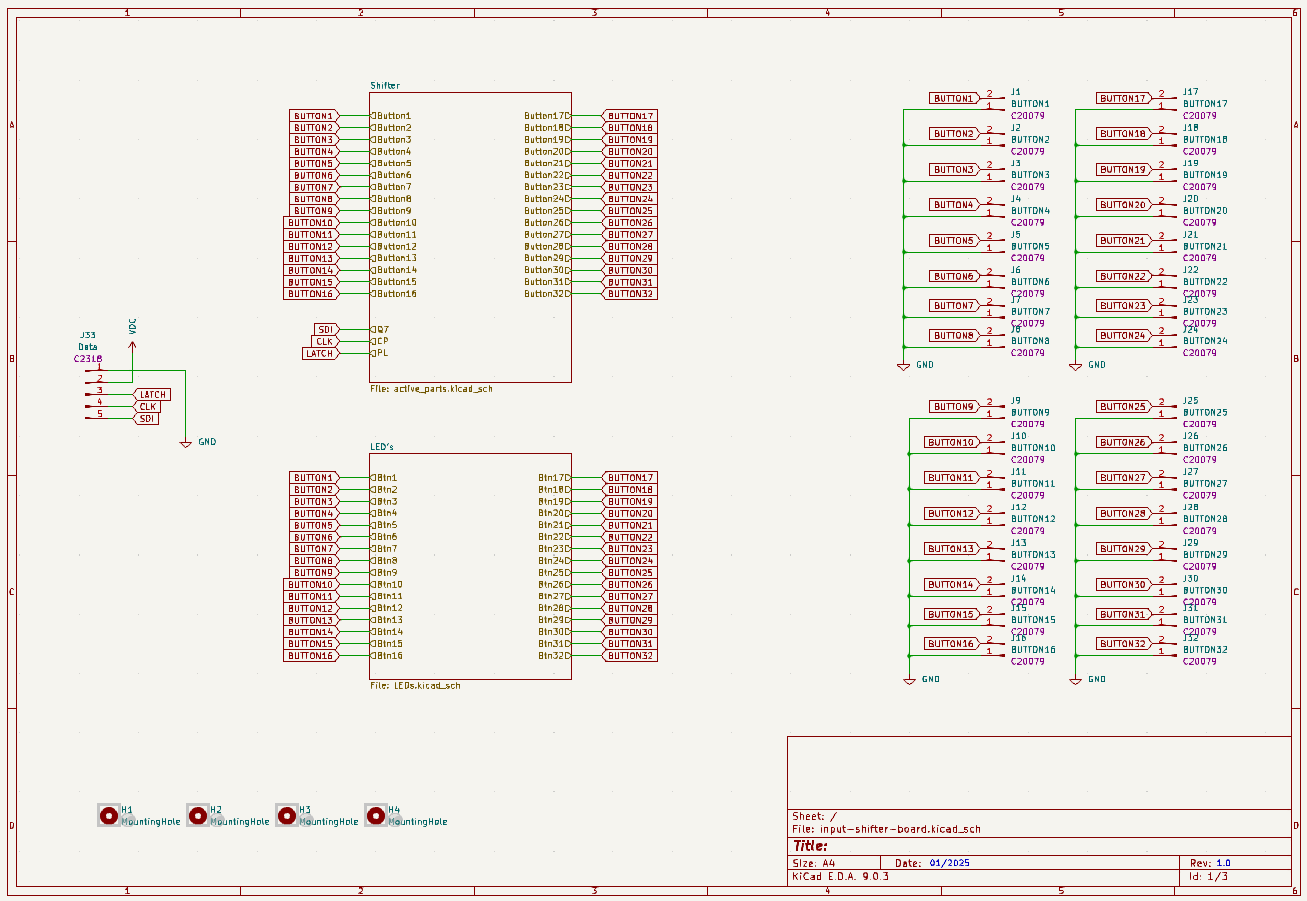 1 2 3 4 5 6
A
B
C
D
A
B
C
D
1 2 3 4 5 6
Shifter
BUTTON1 Button1 Button17 BUTTON17
BUTTON2 Button2 Button18 BUTTON18
BUTTON3 Button3 Button19 BUTTON19
BUTTON4 Button4 Button20 BUTTON20
BUTTON5 Button5 Button21 BUTTON21
BUTTON6 Button6 Button22 BUTTON22
BUTTON7 Button7 Button23 BUTTON23
BUTTON8 Button8 Button24 BUTTON24
BUTTON9 Button9 Button25 BUTTON25
BUTTON10 Button10 Button26 BUTTON26
BUTTON11 Button11 Button27 BUTTON27
BUTTON12 Button12 Button28 BUTTON28
BUTTON13 Button13 Button29 BUTTON29
BUTTON14 Button14 Button30 BUTTON30
BUTTON15 Button15 Button31 BUTTON31
BUTTON16 Button16 Button32 BUTTON32
SDI Q7
CLK CP
LATCH PL
File: active_parts.kicad_sch
J33
Data
C2318
VDC
1
2
3 LATCH
4 CLK
5 SDI
GND
LED's
BUTTON1 Btn1 Btn17 BUTTON17
BUTTON2 Btn2 Btn18 BUTTON18
BUTTON3 Btn3 Btn19 BUTTON19
BUTTON4 Btn4 Btn20 BUTTON20
BUTTON5 Btn5 Btn21 BUTTON21
BUTTON6 Btn6 Btn22 BUTTON22
BUTTON7 Btn7 Btn23 BUTTON23
BUTTON8 Btn8 Btn24 BUTTON24
BUTTON9 Btn9 Btn25 BUTTON25
BUTTON10 Btn10 Btn26 BUTTON26
BUTTON11 Btn11 Btn27 BUTTON27
BUTTON12 Btn12 Btn28 BUTTON28
BUTTON13 Btn13 Btn29 BUTTON29
BUTTON14 Btn14 Btn30 BUTTON30
BUTTON15 Btn15 Btn31 BUTTON31
BUTTON16 Btn16 Btn32 BUTTON32
File: LEDs.kicad_sch
BUTTON1 2 J1
1 BUTTON1
C20079
BUTTON2 2 J2
1 BUTTON2
C20079
BUTTON3 2 J3
1 BUTTON3
C20079
BUTTON4 2 J4
1 BUTTON4
C20079
BUTTON5 2 J5
1 BUTTON5
C20079
BUTTON6 2 J6
1 BUTTON6
C20079
BUTTON7 2 J7
1 BUTTON7
C20079
BUTTON8 2 J8
1 BUTTON8
C20079
GND
BUTTON17 2 J17
1 BUTTON17
C20079
BUTTON18 2 J18
1 BUTTON18
C20079
BUTTON19 2 J19
1 BUTTON19
C20079
BUTTON20 2 J20
1 BUTTON20
C20079
BUTTON21 2 J21
1 BUTTON21
C20079
BUTTON22 2 J22
1 BUTTON22
C20079
BUTTON23 2 J23
1 BUTTON23
C20079
BUTTON24 2 J24
1 BUTTON24
C20079
GND
BUTTON9 2 J9
1 BUTTON9
C20079
BUTTON10 2 J10
1 BUTTON10
C20079
BUTTON11 2 J11
1 BUTTON11
C20079
BUTTON12 2 J12
1 BUTTON12
C20079
BUTTON13 2 J13
1 BUTTON13
C20079
BUTTON14 2 J14
1 BUTTON14
C20079
BUTTON15 2 J15
1 BUTTON15
C20079
BUTTON16 2 J16
1 BUTTON16
C20079
GND
BUTTON25 2 J25
1 BUTTON25
C20079
BUTTON26 2 J26
1 BUTTON26
C20079
BUTTON27 2 J27
1 BUTTON27
C20079
BUTTON28 2 J28
1 BUTTON28
C20079
BUTTON29 2 J29
1 BUTTON29
C20079
BUTTON30 2 J30
1 BUTTON30
C20079
BUTTON31 2 J31
1 BUTTON31
C20079
BUTTON32 2 J32
1 BUTTON32
C20079
GND
H1 H2 H3 H4
MountingHole MountingHole MountingHole MountingHole
Sheet: /
File: input-shifter-board.kicad_sch
Title:
Size: A4 Date: 01/2025 Rev: 1.0
KiCad E.D.A. 9.0.3 Id: 1/3